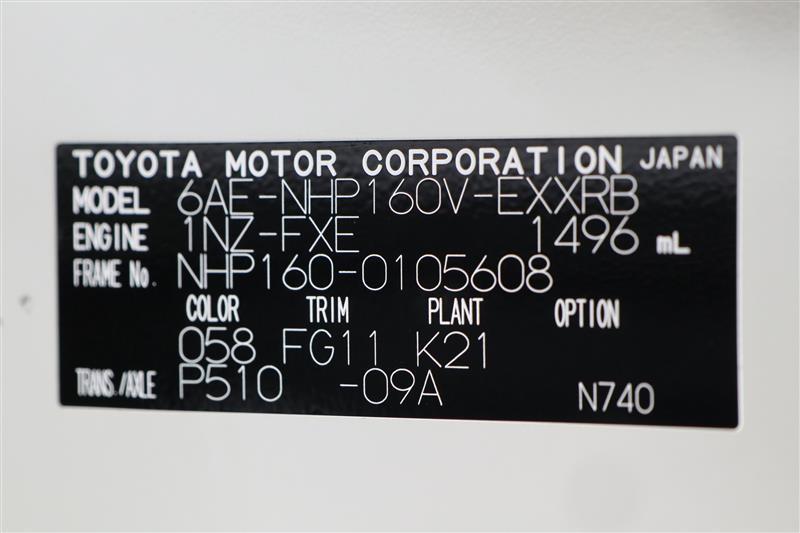 TOYOTA MOTOR CORPORATION JAPAN
MODEL 6AE-NHP160V-EXXRB
ENGINE 1NZ-FXE 1496 mL
FRAME No. NHP160-0105608
COLOR TRIM PLANT OPTION
058 FG11 K21
TRANS./AXLE P510 -09A N740